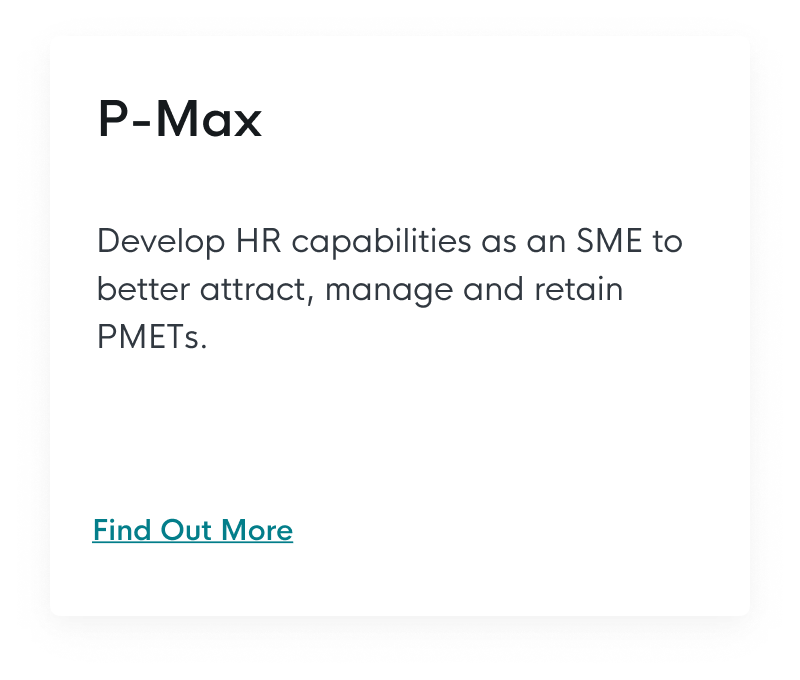 P-Max
Develop HR capabilities as an SME to
better attract, manage and retain
PMETs.
Find Out More